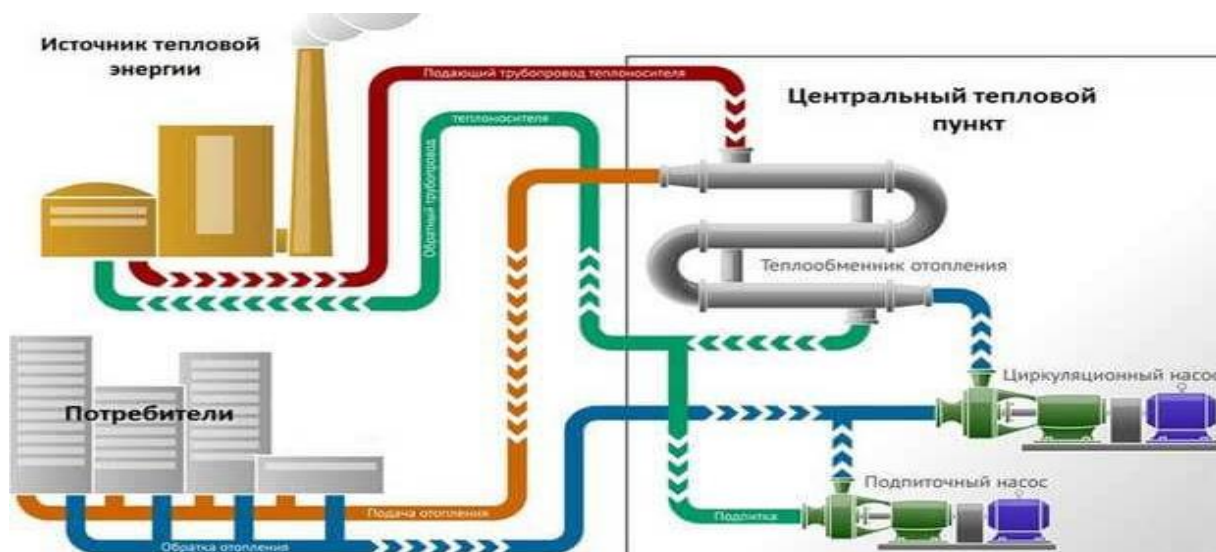 Источник тепловой
энергии
Подающий трубопровод теплоносителя
Центральный тепловой
пункт
Обратный трубопровод
теплоносителя
Теплообменник отопления
Циркуляционный насос
Потребители
Подпиточный насос
Подача отопления
Подпитка
Обратка отопления